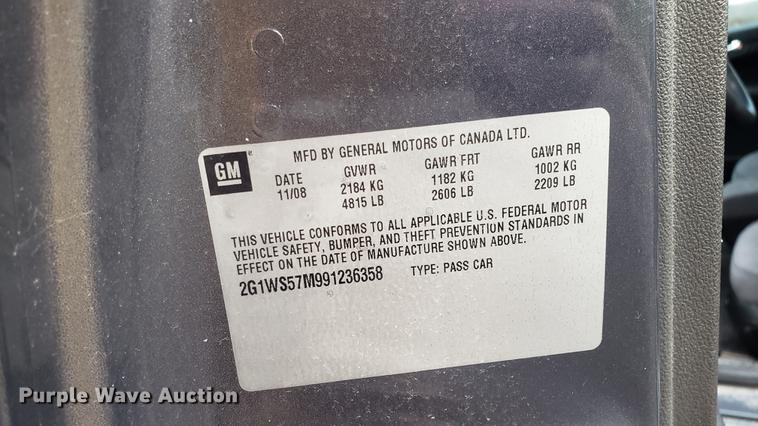 MFD BY GENERAL MOTORS OF CANADA LTD.
GM
DATE GVWR GAWR FRT GAWR RR
11/08 2184 KG 1182 KG 1002 KG
4815 LB 2606 LB 2209 LB
THIS VEHICLE CONFORMS TO ALL APPLICABLE U.S. FEDERAL MOTOR
VEHICLE SAFETY, BUMPER, AND THEFT PREVENTION STANDARDS IN
EFFECT ON THE DATE OF MANUFACTURE SHOWN ABOVE.
2G1WS57M991236358 TYPE: PASS CAR
Purple Wave Auction